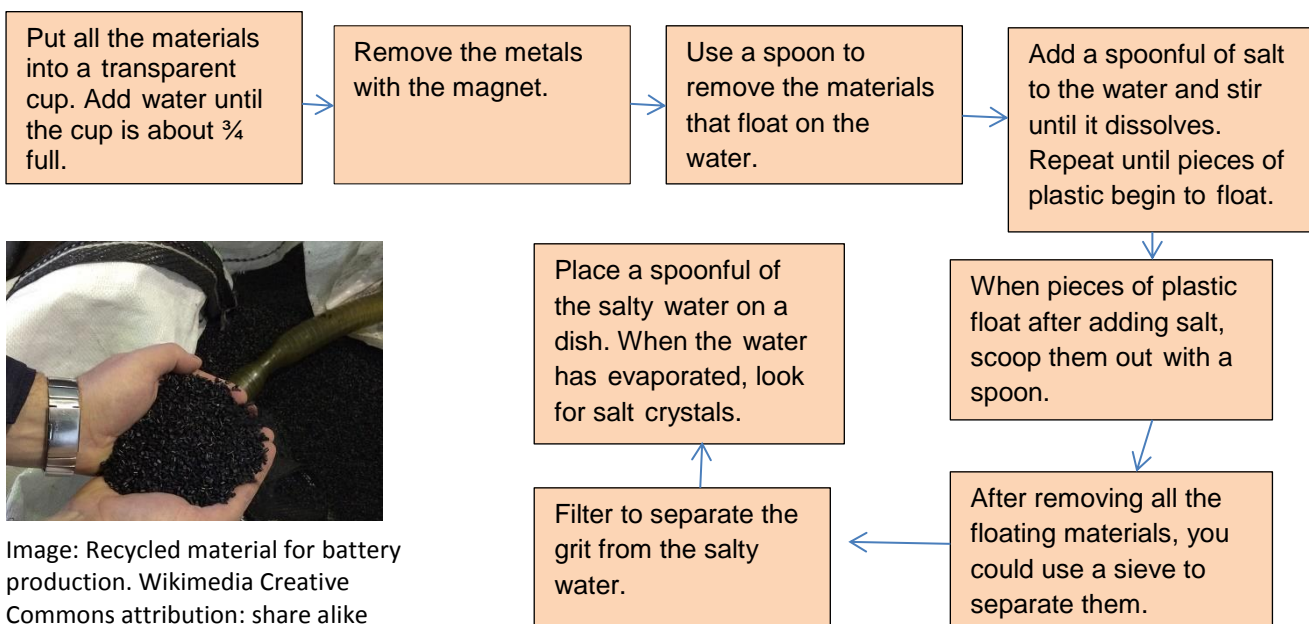 Put all the materials
into a transparent
cup. Add water until
the cup is about ¾
full.
Remove the metals
with the magnet.
Use a spoon to
remove the materials
that float on the
water.
Add a spoonful of salt
to the water and stir
until it dissolves.
Repeat until pieces of
plastic begin to float.
When pieces of plastic
float after adding salt,
scoop them out with a
spoon.
After removing all the
floating materials, you
could use a sieve to
separate them.
Filter to separate the
grit from the salty
water.
Place a spoonful of
the salty water on a
dish. When the water
has evaporated, look
for salt crystals.
Image: Recycled material for battery
production. Wikimedia Creative
Commons attribution: share alike